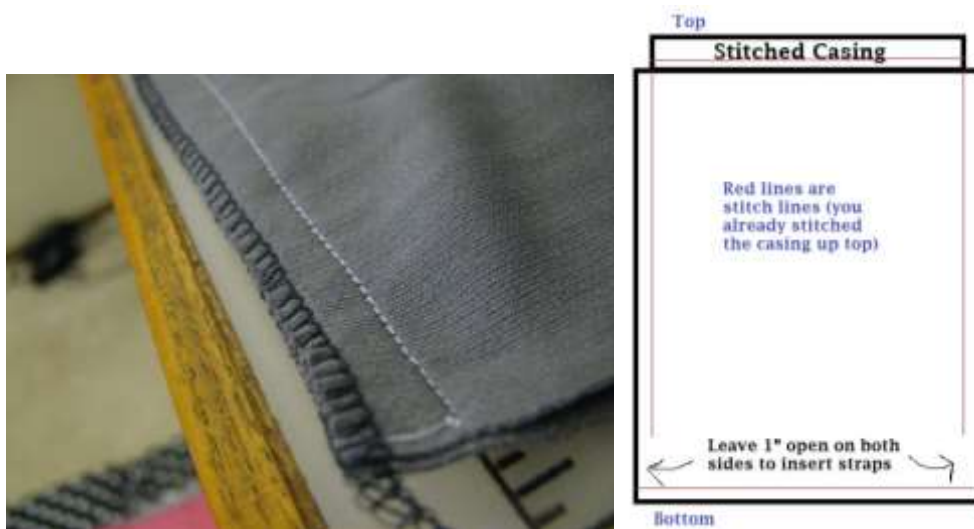 Top
Stitched Casing
Red lines are
stitch lines (you
already stitched
the casing up top)
Leave 1" open on both
sides to insert straps
Bottom